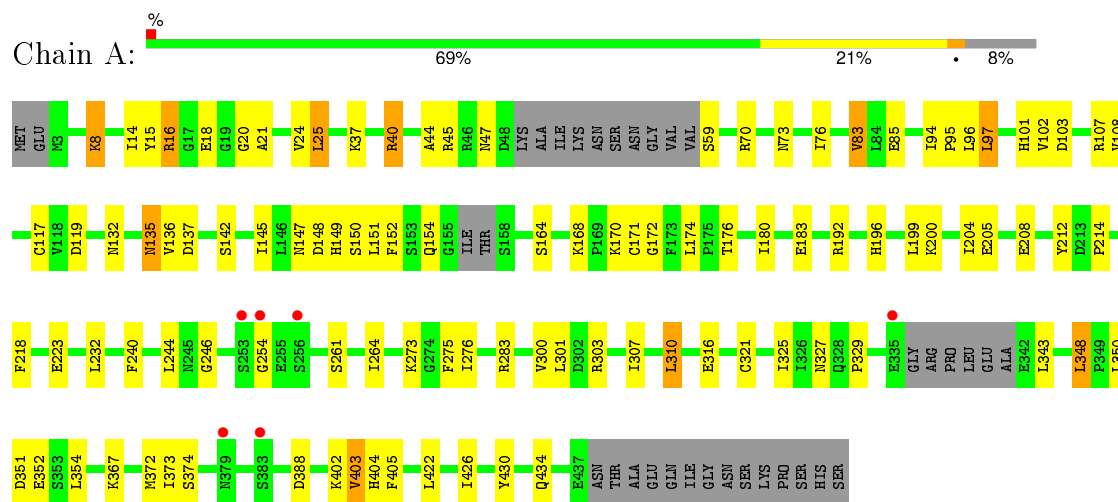 %
Chain A:
69% 21% • 8%
MET GLU M3 K8 I14 Y15 R16 G17 E18 G19 G20 A21 V24 L25 K37 R40 A44 R45 R46 N47 D48 LYS ALA ILE LYS ASN SER ASN GLY VAL VAL S59 R70 N73 I76 V83 L84 E85 I94 P95 L96 L97 H101 V102 D103 R107 V108
C117 V118 D119 N132 N135 V136 D137 S142 I145 L146 N147 D148 H149 S150 L151 F152 S153 Q154 G155 ILE THR S158 S164 K168 P169 K170 C171 G172 F173 L174 P175 T176 I180 E183 R192 H196 L199 K200 I204 E205 E208 Y212 D213 P214
F218 E223 L232 F240 L244 N245 G246 S253 G254 E255 S256 S261 I264 K273 G274 F275 I276 R283 V300 L301 D302 R303 I307 L310 E316 C321 I325 I326 N327 Q328 P329 E335 GLY ARG PRO LEU GLU ALA E342 L343 L348 P349 L350
D351 E352 S353 L354 K367 M372 I373 S374 N379 S383 D388 K402 V403 H404 F405 L422 I426 Y430 Q434 E437 ASN THR ALA GLU GLN ILE GLY ASN SER LYS PRO SER HIS SER